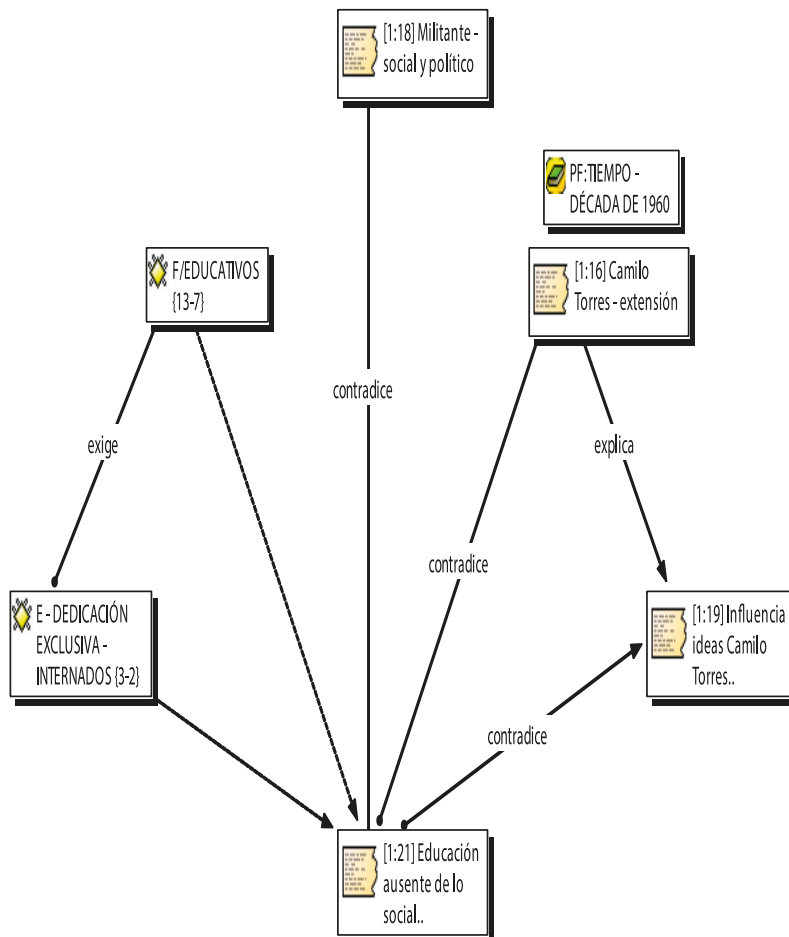 [1:18] Militante -
social y político
PF:TIEMPO -
DÉCADA DE 1960
F/EDUCATIVOS
{13-7}
[1:16] Camilo
Torres - extensión
contradice
exige
explica
contradice
E - DEDICACIÓN
EXCLUSIVA -
INTERNADOS {3-2}
[1:19] Influencia
ideas Camilo
Torres..
contradice
[1:21] Educación
ausente de lo
social..